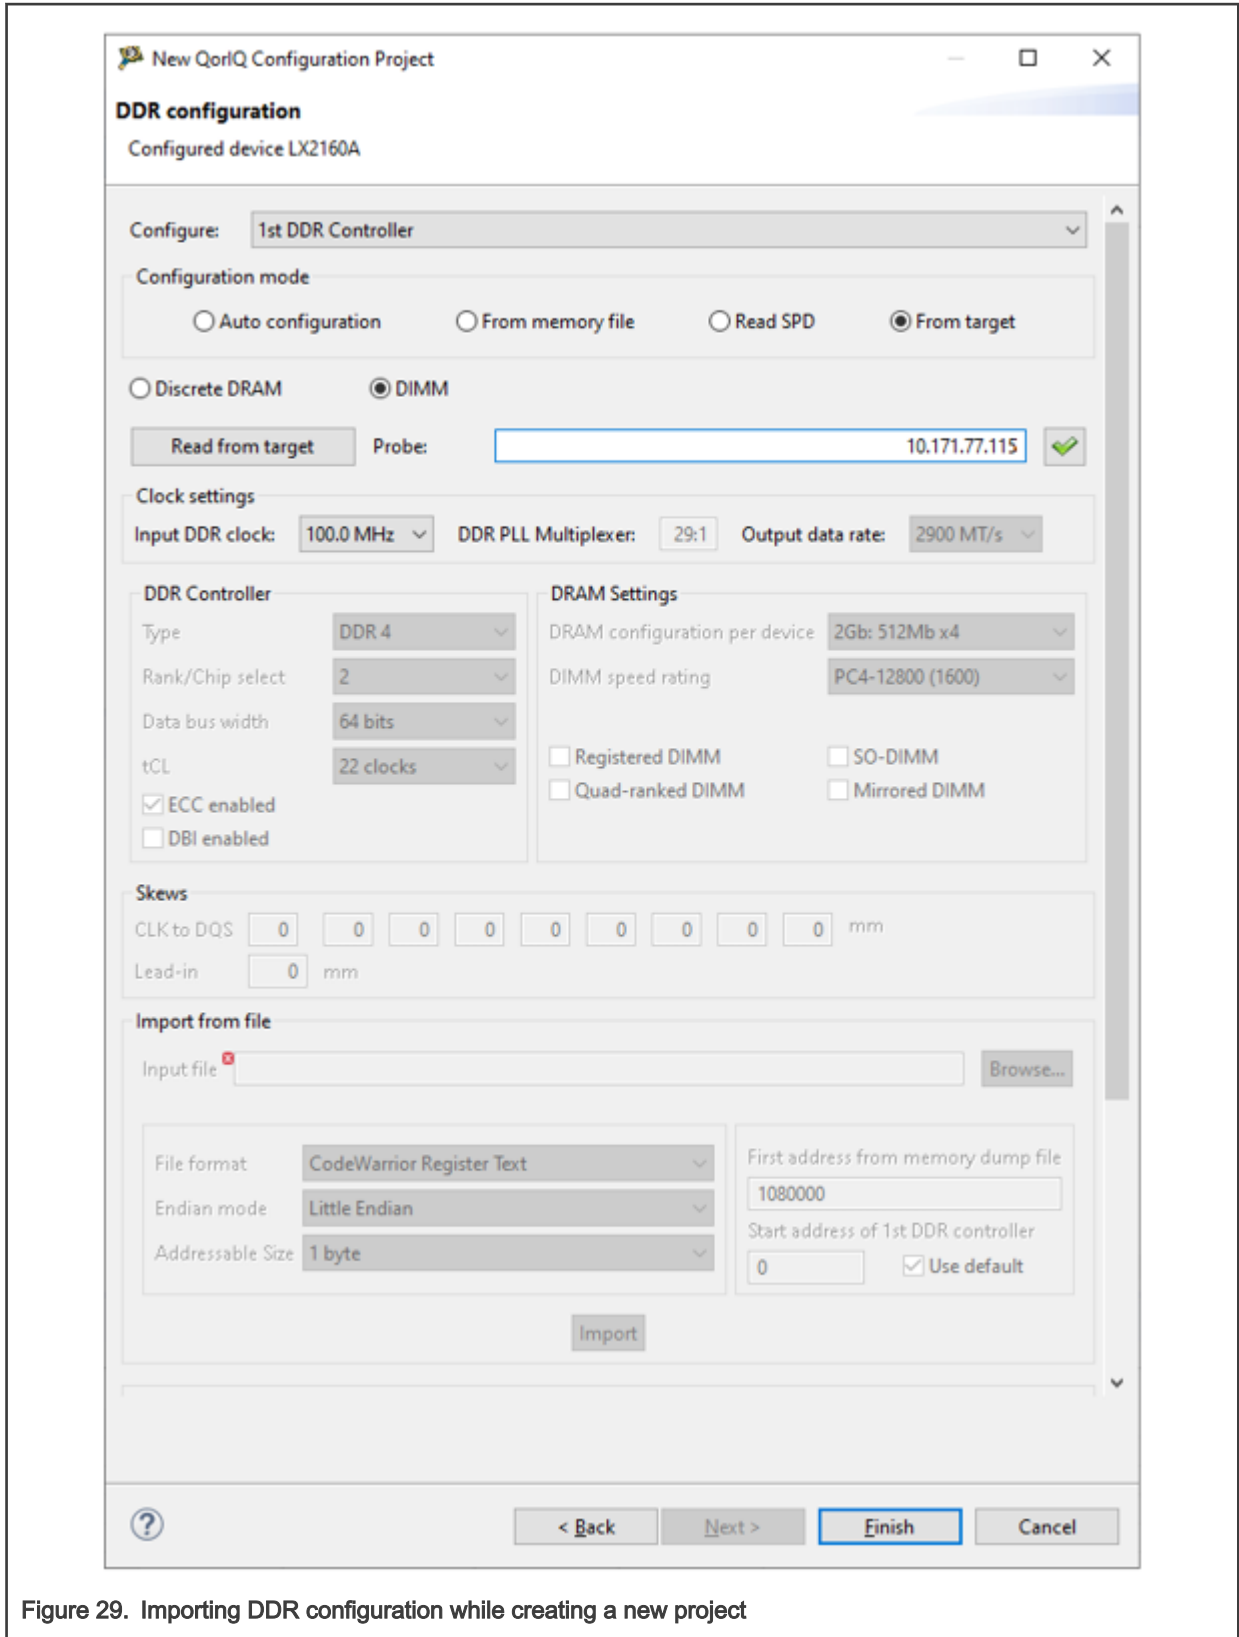 New QorIQ Configuration Project
DDR configuration
Configured device LX2160A
Configure: 1st DDR Controller
Configuration mode
Auto configuration From memory file Read SPD From target
Discrete DRAM DIMM
Read from target Probe: 10.171.77.115
Clock settings
Input DDR clock: 100.0 MHz DDR PLL Multiplexer: 29:1 Output data rate: 2900 MT/s
DDR Controller
Type DDR 4
Rank/Chip select 2
Data bus width 64 bits
tCL 22 clocks
ECC enabled
DBI enabled
DRAM Settings
DRAM configuration per device 2Gb: 512Mb x4
DIMM speed rating PC4-12800 (1600)
Registered DIMM SO-DIMM
Quad-ranked DIMM Mirrored DIMM
Skews
CLK to DQS 0 0 0 0 0 0 0 0 0 mm
Lead-in 0 mm
Import from file
Input file Browse...
File format CodeWarrior Register Text
Endian mode Little Endian
Addressable Size 1 byte
First address from memory dump file
1080000
Start address of 1st DDR controller
0 Use default
Import
? < Back Next > Finish Cancel
Figure 29. Importing DDR configuration while creating a new project